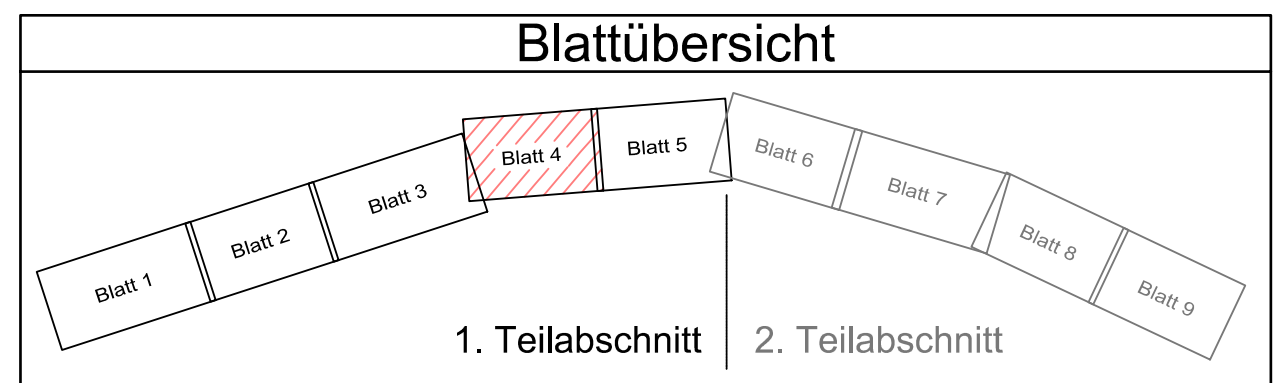 Blattübersicht
Blatt 1
Blatt 2
Blatt 3
Blatt 4
Blatt 5
Blatt 6
Blatt 7
Blatt 8
Blatt 9
1. Teilabschnitt
2. Teilabschnitt